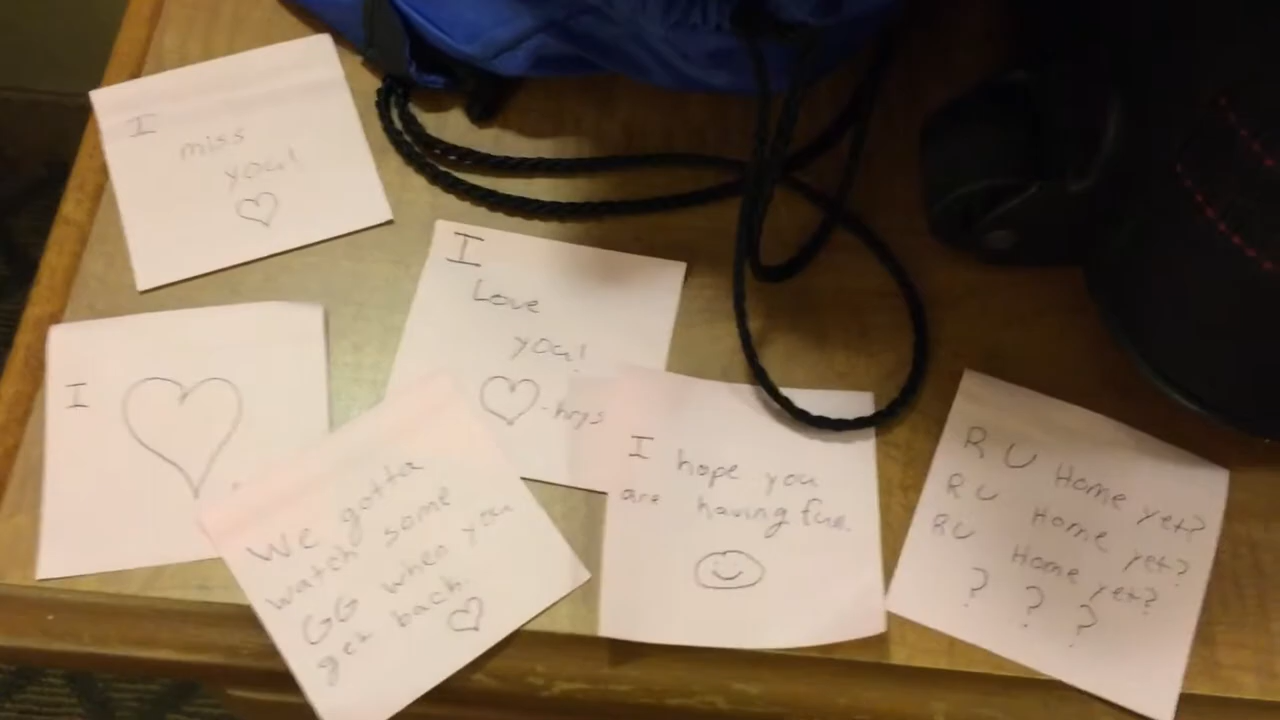 I
miss
you!
I
Love
you!
I
I hope you
are having fun.
We gotta
watch some
GG when you
get back.
R U Home yet?
R U Home yet?
R U Home yet?
? ? ?